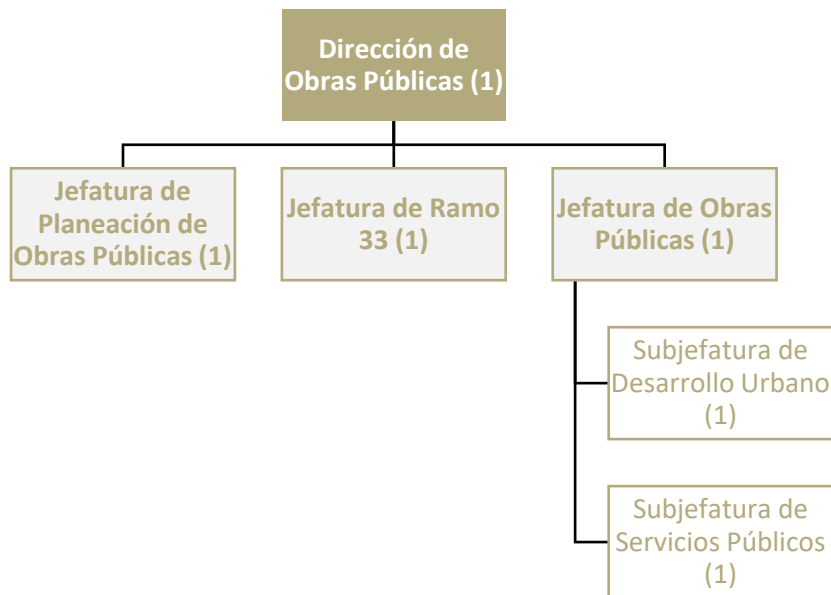 Dirección de
Obras Públicas (1)
Jefatura de
Planeación de
Obras Públicas (1)
Jefatura de Ramo
33 (1)
Jefatura de Obras
Públicas (1)
Subjefatura de
Desarrollo Urbano
(1)
Subjefatura de
Servicios Públicos
(1)